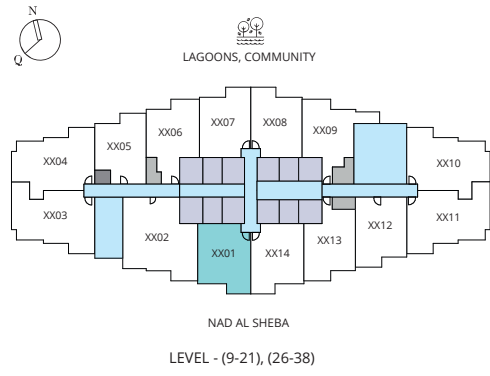 N
Q
LAGOONS, COMMUNITY
XX07 XX08
XX06 XX09
XX05
XX04 XX10
XX03 XX11
XX02 XX12
XX01 XX14 XX13
NAD AL SHEBA
LEVEL - (9-21), (26-38)